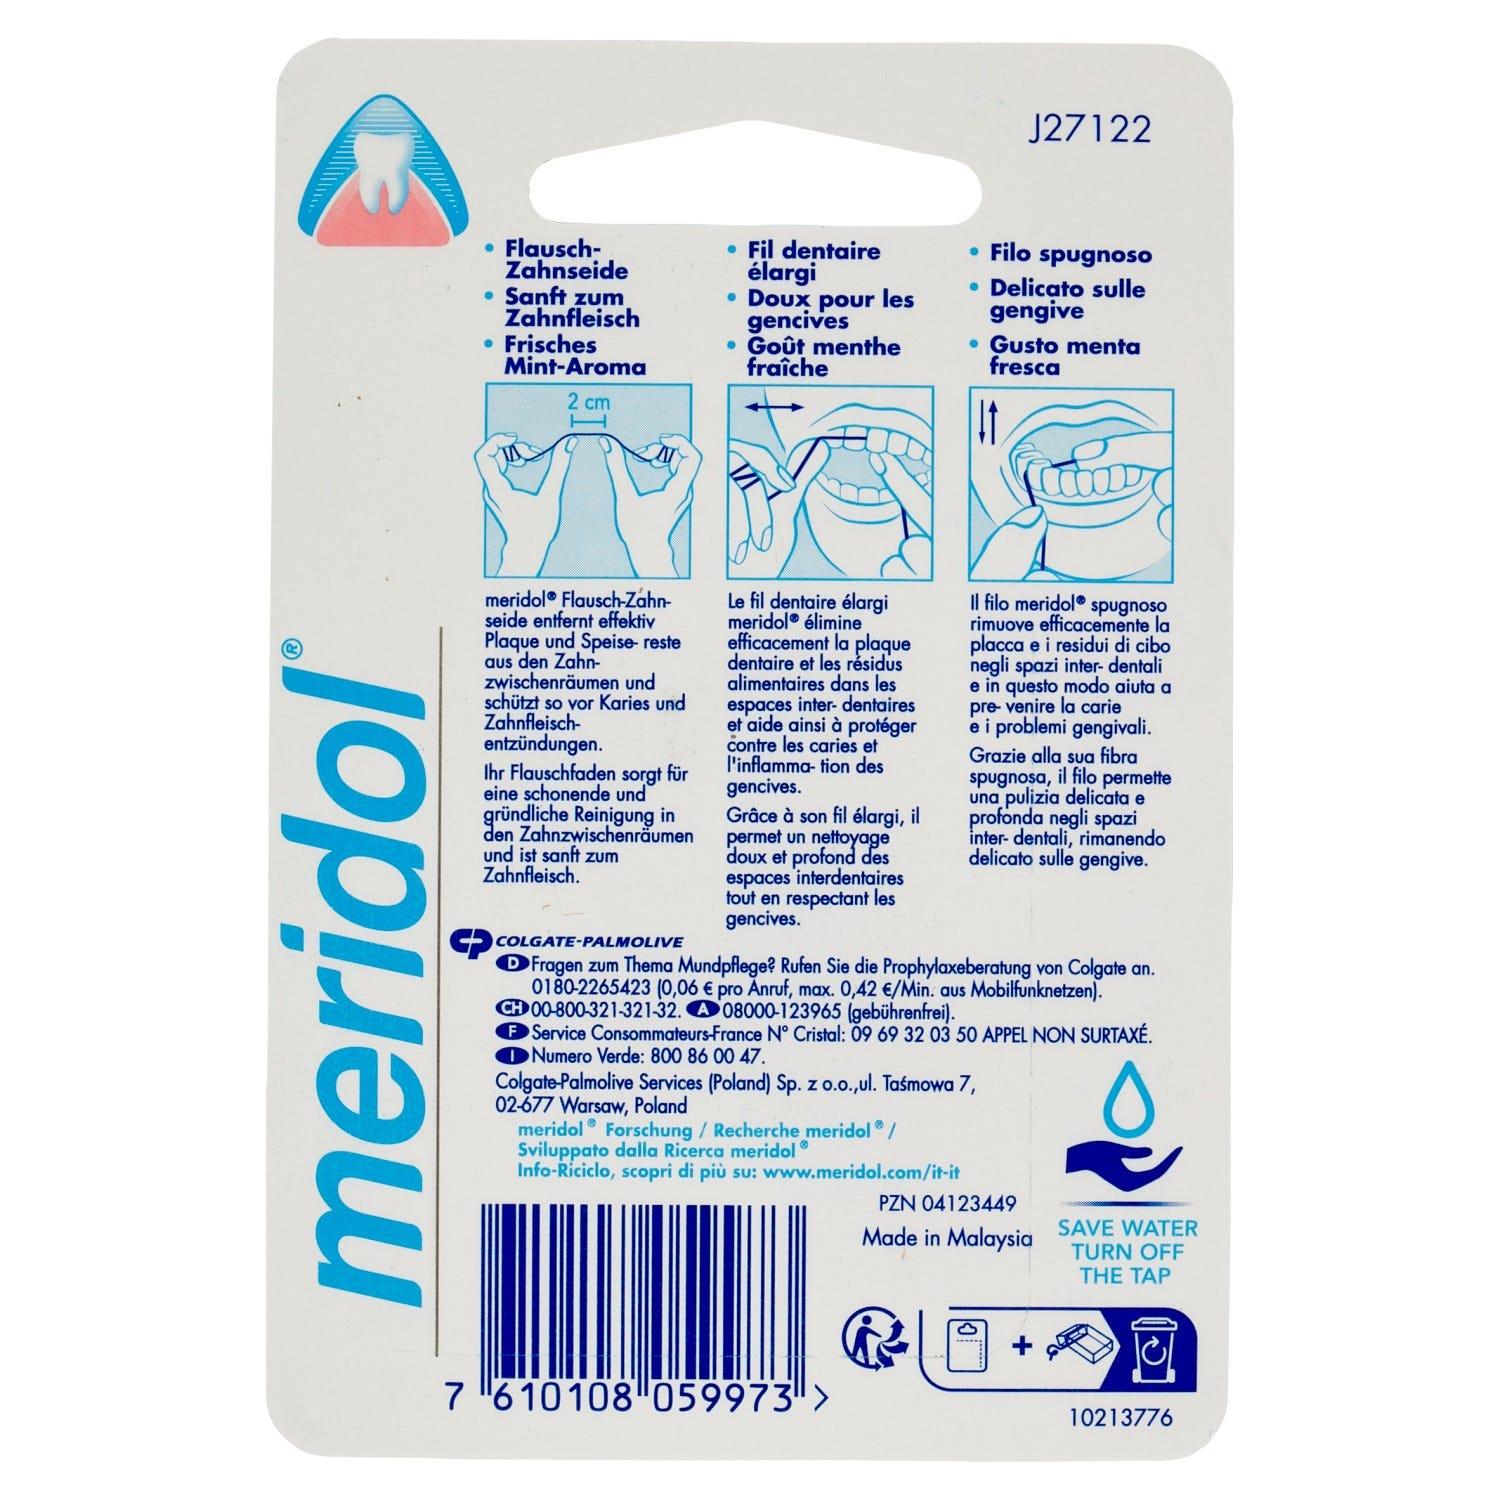 J27122
• Flausch-
Zahnseide
• Sanft zum
Zahnfleisch
• Frisches
Mint-Aroma
2 cm
meridol® Flausch-Zahn-
seide entfernt effektiv
Plaque und Speise- reste
aus den Zahn-
zwischenräumen und
schützt so vor Karies und
Zahnfleisch-
entzündungen.
Ihr Flauschfaden sorgt für
eine schonende und
gründliche Reinigung in
den Zahnzwischenräumen
und ist sanft zum
Zahnfleisch.
• Fil dentaire
élargi
• Doux pour les
gencives
• Goût menthe
fraîche
Le fil dentaire élargi
meridol® élimine
efficacement la plaque
dentaire et les résidus
alimentaires dans les
espaces inter- dentaires
et aide ainsi à protéger
contre les caries et
l'inflamma- tion des
gencives.
Grâce à son fil élargi, il
permet un nettoyage
doux et profond des
espaces interdentaires
tout en respectant les
gencives.
• Filo spugnoso
• Delicato sulle
gengive
• Gusto menta
fresca
Il filo meridol® spugnoso
rimuove efficacemente la
placca e i residui di cibo
negli spazi inter- dentali
e in questo modo aiuta a
pre- venire la carie
e i problemi gengivali.
Grazie alla sua fibra
spugnosa, il filo permette
una pulizia delicata e
profonda negli spazi
inter- dentali, rimanendo
delicato sulle gengive.
meridol®
CP COLGATE-PALMOLIVE
D Fragen zum Thema Mundpflege? Rufen Sie die Prophylaxeberatung von Colgate an.
0180-2265423 (0,06 € pro Anruf, max. 0,42 €/Min. aus Mobilfunknetzen).
CH 00-800-321-321-32. A 08000-123965 (gebührenfrei).
F Service Consommateurs-France N° Cristal: 09 69 32 03 50 APPEL NON SURTAXÉ.
I Numero Verde: 800 86 00 47.
Colgate-Palmolive Services (Poland) Sp. z o.o.,ul. Taśmowa 7,
02-677 Warsaw, Poland
meridol® Forschung / Recherche meridol® /
Sviluppato dalla Ricerca meridol®
Info-Riciclo, scopri di più su: www.meridol.com/it-it
PZN 04123449
Made in Malaysia
SAVE WATER
TURN OFF
THE TAP
7 610108 059973 >
+
10213776